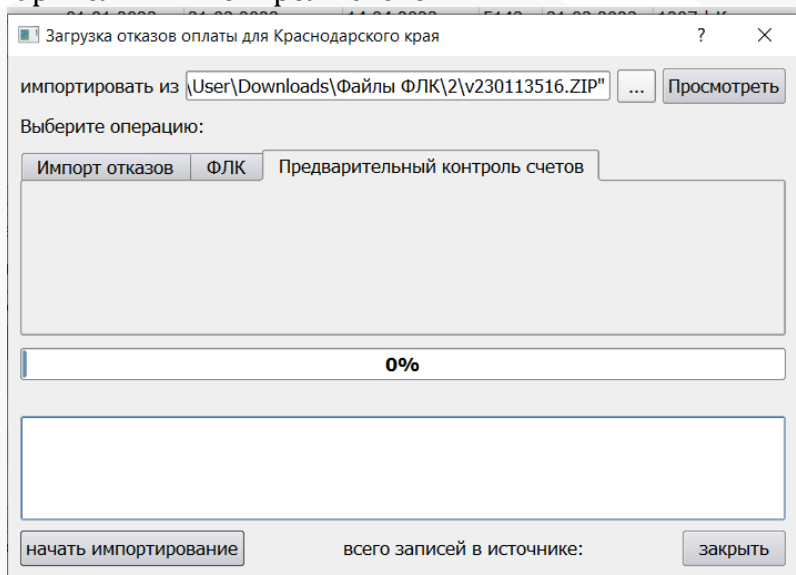 Загрузка отказов оплаты для Краснодарского края ?
импортировать из \User\Downloads\Файлы ФЛК\2\v230113516.ZIP" ... Просмотреть
Выберите операцию:
Импорт отказов ФЛК Предварительный контроль счетов
0%
начать импортирование всего записей в источнике: закрыть